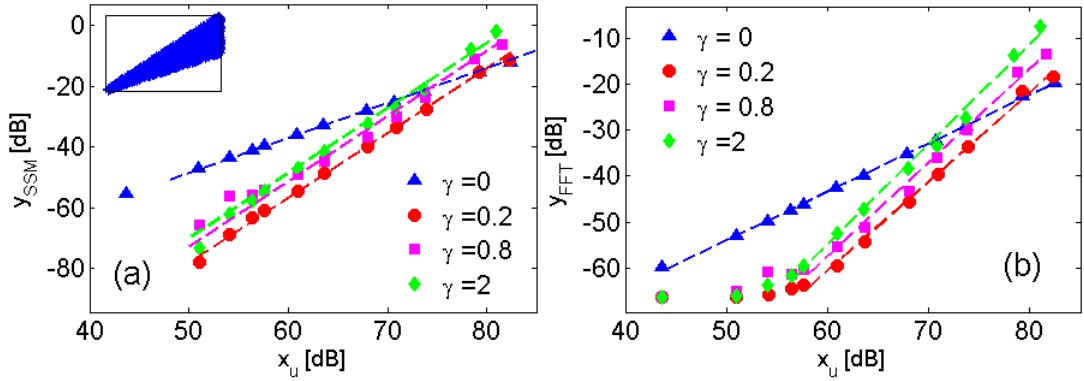 0
-20
-40
-60
-80
y_SSM [dB]
40 50 60 70 80
x_u [dB]
(a)
γ = 0
γ = 0.2
γ = 0.8
γ =2
-10
-20
-30
-40
-50
-60
y_FFT [dB]
40 50 60 70 80
x_u [dB]
γ = 0
γ = 0.2
γ = 0.8
γ =2
(b)